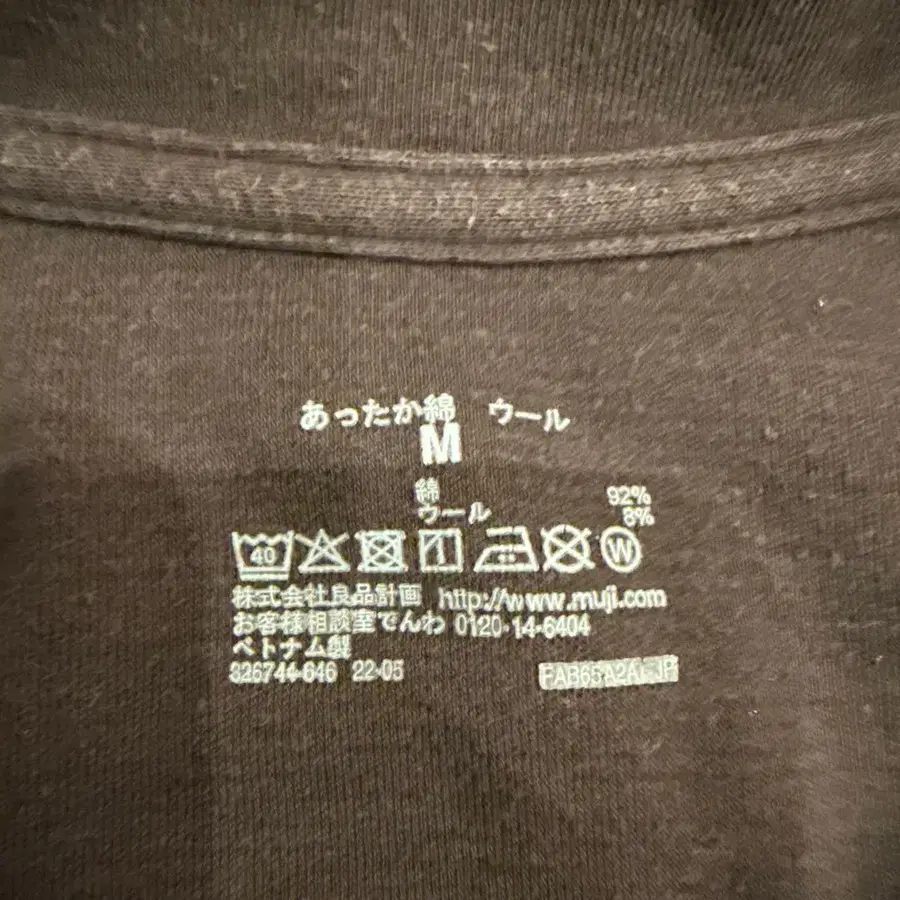 あったか綿 ウール
M
綿 92%
ウール 8%
40 W
株式会社良品計画 http://www.muji.com
お客様相談室でんわ 0120-14-6404
ベトナム製
326744-646 22-05